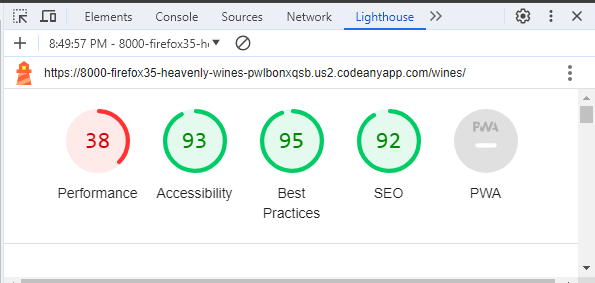 Elements Console Sources Network Lighthouse
8:49:57 PM - 8000-firefox35-h
https://8000-firefox35-heavenly-wines-pwlbonxqsb.us2.codeanyapp.com/wines/
38 93 95 92 PWA
Performance Accessibility Best Practices SEO PWA